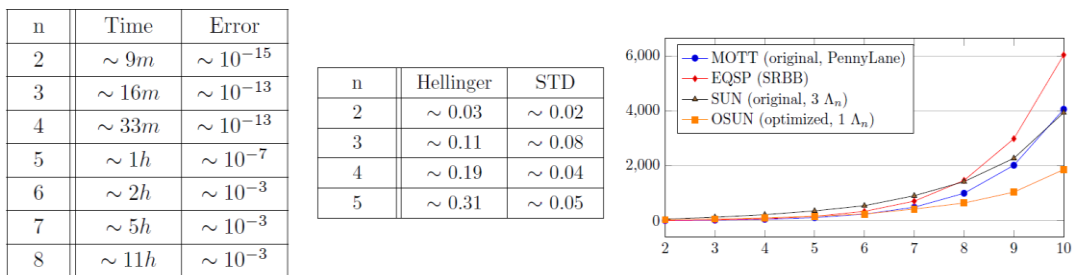 n Time Error
2 ∼ 9m ∼ 10⁻¹⁵
3 ∼ 16m ∼ 10⁻¹³
4 ∼ 33m ∼ 10⁻¹³
5 ∼ 1h ∼ 10⁻⁷
6 ∼ 2h ∼ 10⁻³
7 ∼ 5h ∼ 10⁻³
8 ∼ 11h ∼ 10⁻³
n Hellinger STD
2 ∼ 0.03 ∼ 0.02
3 ∼ 0.11 ∼ 0.08
4 ∼ 0.19 ∼ 0.04
5 ∼ 0.31 ∼ 0.05
MOTT (original, PennyLane)
EQSP (SRBB)
SUN (original, 3 Λₙ)
OSUN (optimized, 1 Λₙ)
6,000
4,000
2,000
0
2 3 4 5 6 7 8 9 10